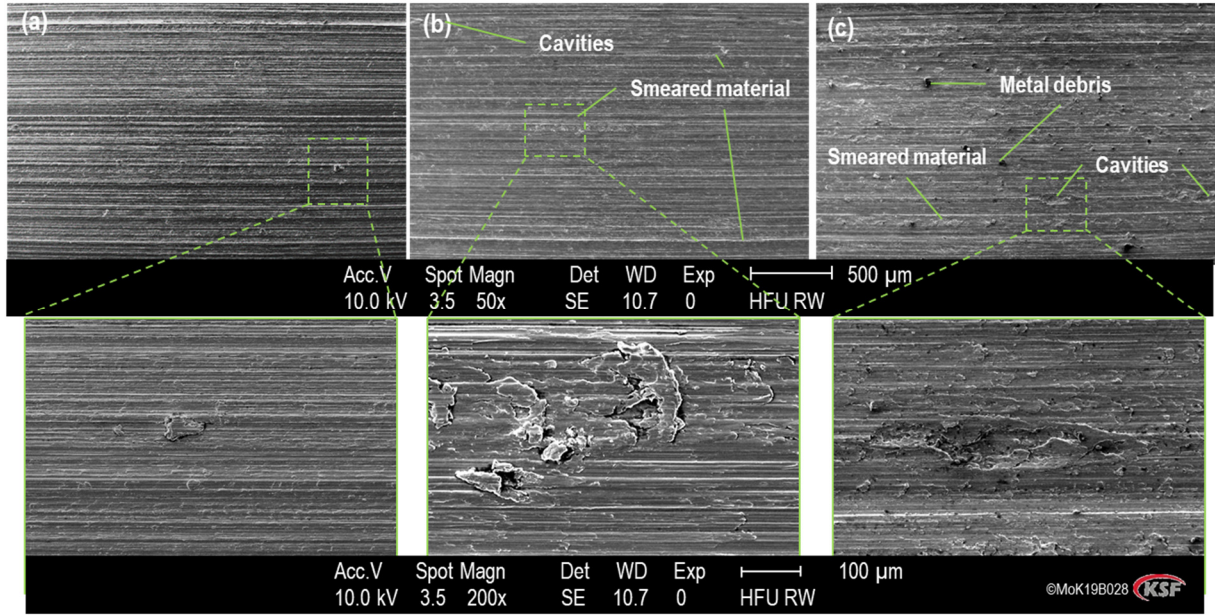 (a)
(b)
(c)
Cavities
Smeared material
Metal debris
Smeared material
Cavities
Acc.V Spot Magn Det WD Exp 500 µm
10.0 kV 3.5 50x SE 10.7 0 HFU RW
Acc.V Spot Magn Det WD Exp 100 µm
10.0 kV 3.5 200x SE 10.7 0
©MoK19B028 KSF